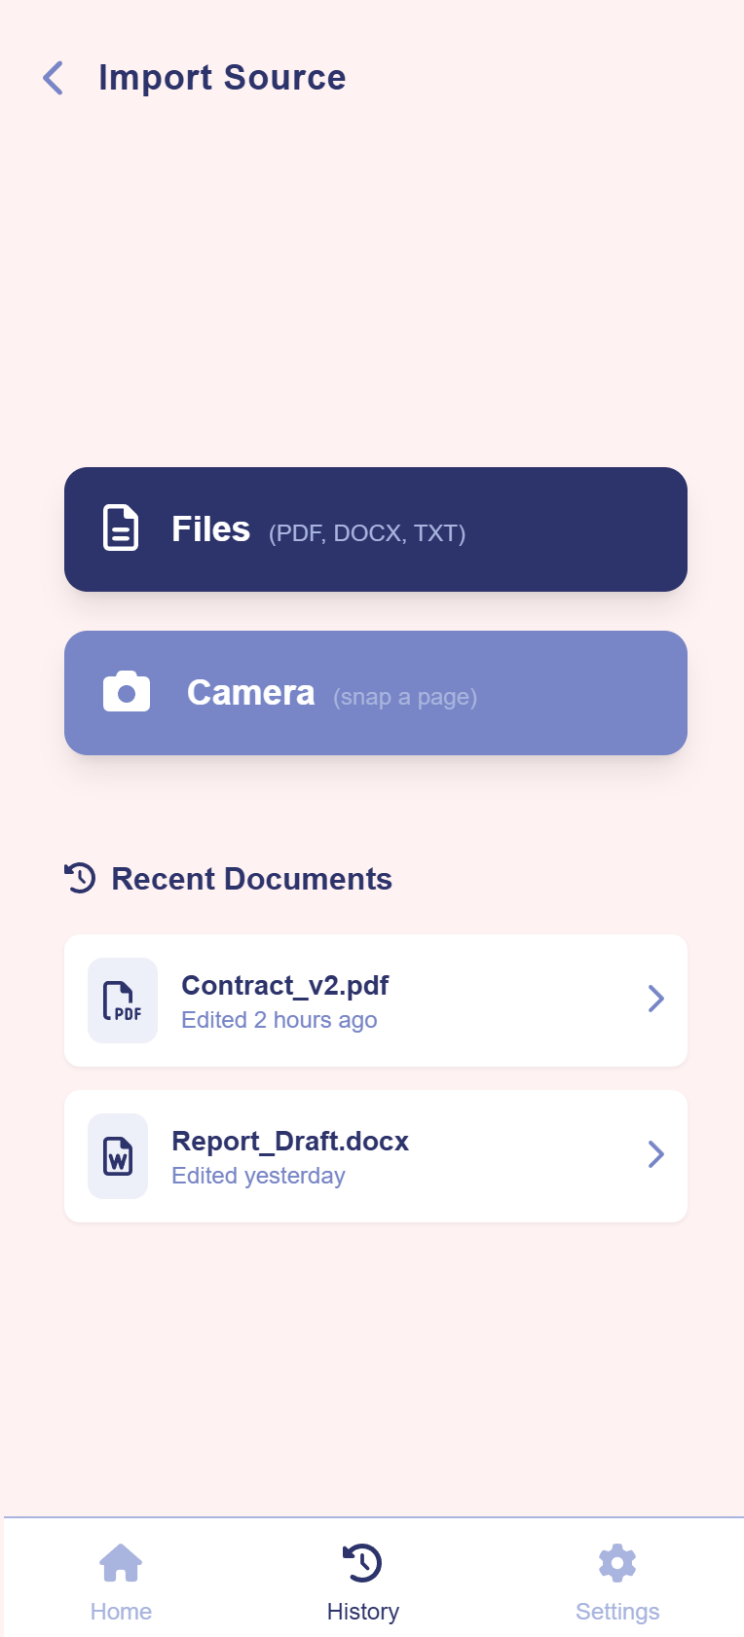 Import Source
Files (PDF, DOCX, TXT)
Camera (snap a page)
Recent Documents
PDF
Contract_v2.pdf
Edited 2 hours ago
W
Report_Draft.docx
Edited yesterday
Home
History
Settings